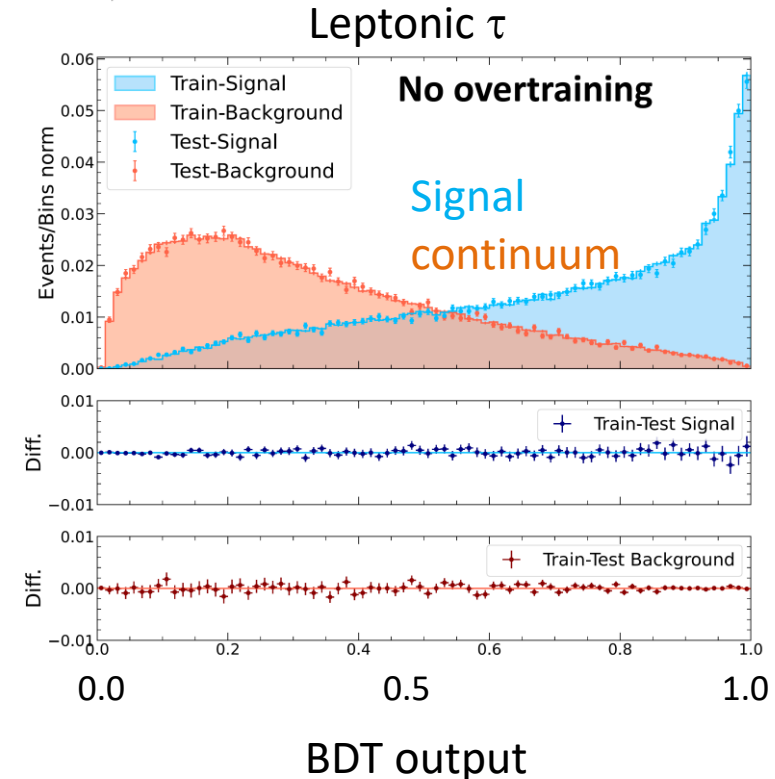 Leptonic τ
0.06
0.05
0.04
0.03
0.02
0.01
0.00
Events/Bins norm
Train-Signal
Train-Background
Test-Signal
Test-Background
No overtraining
Signal
continuum
0.01
0.00
−0.01
Diff.
Train-Test Signal
0.01
0.00
−0.01
Diff.
Train-Test Background
0.0 0.2 0.4 0.6 0.8 1.0
0.0 0.5 1.0
BDT output